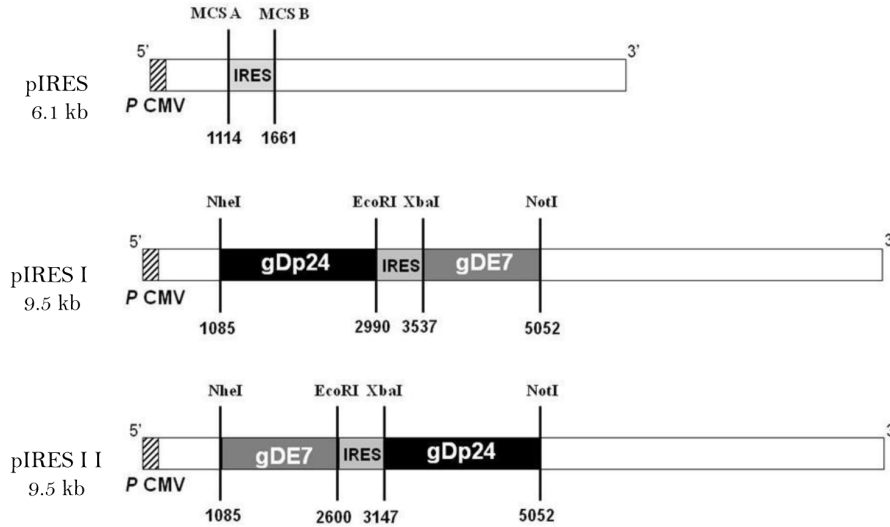 MCS A MCS B
5' 3'
pIRES IRES
6.1 kb P CMV
1114 1661
NheI EcoRI XbaI NotI
5' 3
gDp24 IRES gDE7
pIRES I
P CMV
9.5 kb
1085 2990 3537 5052
NheI EcoRI XbaI NotI
5' 3
gDE7 IRES gDp24
pIRES I I
P CMV
9.5 kb
1085 2600 3147 5052